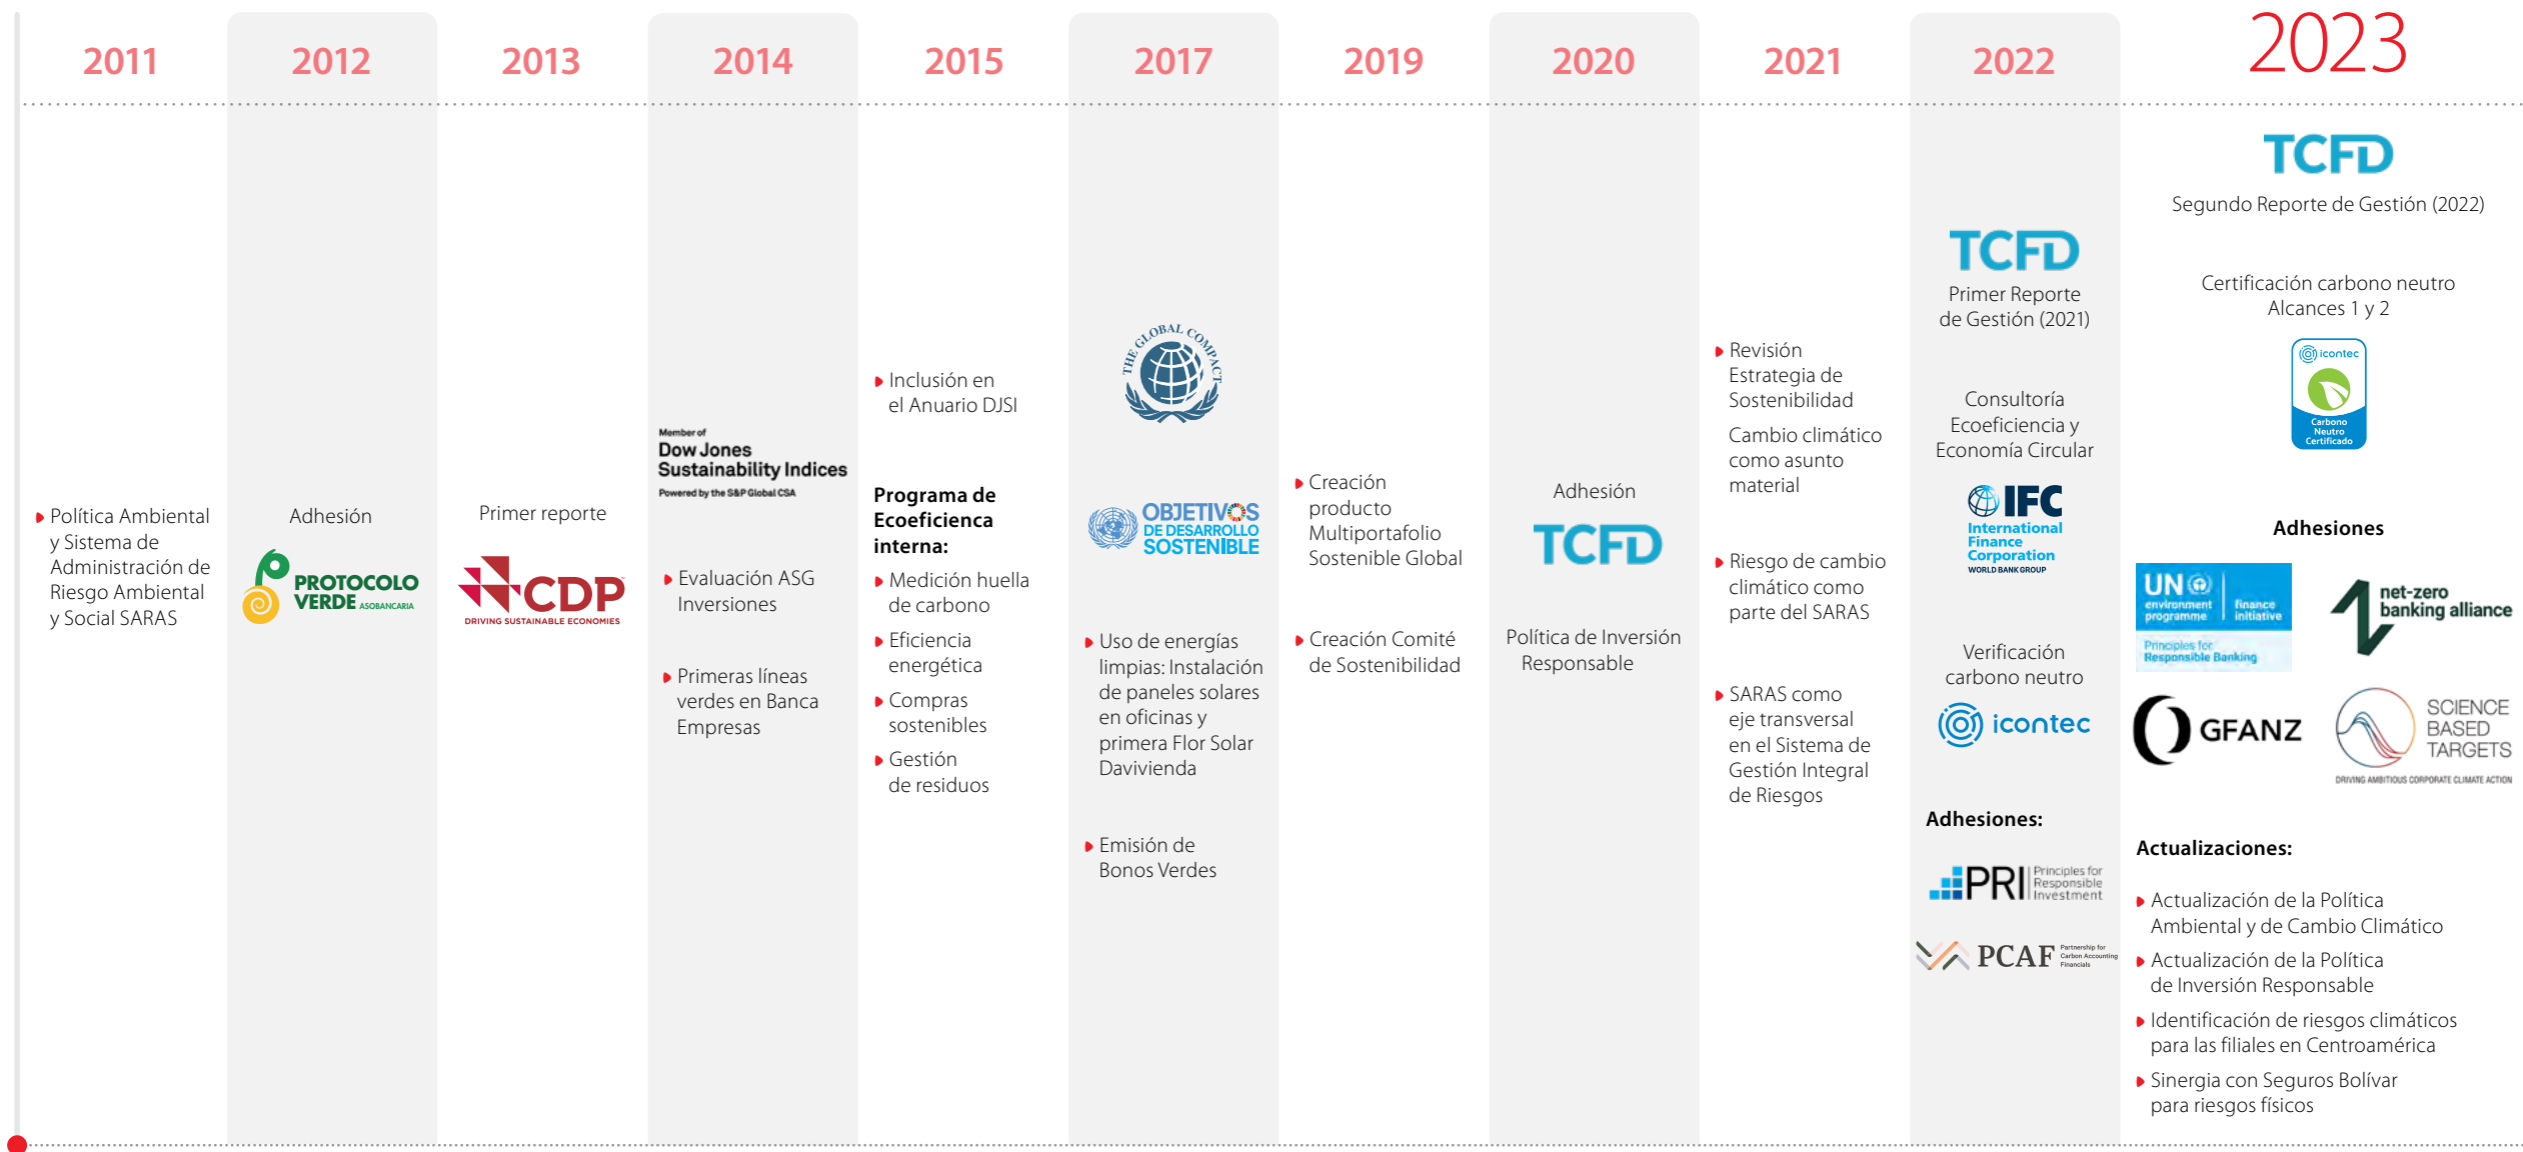 2011
Política Ambiental
y Sistema de
Administración de
Riesgo Ambiental
y Social SARAS
2012
Adhesión
PROTOCOLO
VERDE ASOBANCARIA
2013
Primer reporte
CDP
DRIVING SUSTAINABLE ECONOMIES
2014
Member of
Dow Jones
Sustainability Indices
Powered by the S&P Global CSA
Evaluación ASG
Inversiones
Primeras líneas
verdes en Banca
Empresas
2015
Inclusión en
el Anuario DJSI
Programa de
Ecoeficienca
interna:
Medición huella
de carbono
Eficiencia
energética
Compras
sostenibles
Gestión
de residuos
2017
THE GLOBAL COMPACT
OBJETIVOS
DE DESARROLLO
SOSTENIBLE
Uso de energías
limpias: Instalación
de paneles solares
en oficinas y
primera Flor Solar
Davivienda
Emisión de
Bonos Verdes
2019
Creación
producto
Multiportafolio
Sostenible Global
Creación Comité
de Sostenibilidad
2020
Adhesión
TCFD
Política de Inversión
Responsable
2021
Revisión
Estrategia de
Sostenibilidad
Cambio climático
como asunto
material
Riesgo de cambio
climático como
parte del SARAS
SARAS como
eje transversal
en el Sistema de
Gestión Integral
de Riesgos
2022
TCFD
Primer Reporte
de Gestión (2021)
Consultoría
Ecoeficiencia y
Economía Circular
IFC
International
Finance
Corporation
WORLD BANK GROUP
Verificación
carbono neutro
icontec
Adhesiones:
PRI Principles for
Responsible
Investment
PCAF Partnership for
Carbon Accounting
Financials
2023
TCFD
Segundo Reporte de Gestión (2022)
Certificación carbono neutro
Alcances 1 y 2
icontec
Carbono
Neutro
Certificado
Adhesiones
UN
environment
programme
finance
initiative
Principles for
Responsible Banking
net-zero
banking alliance
GFANZ
SCIENCE
BASED
TARGETS
DRIVING AMBITIOUS CORPORATE CLIMATE ACTION
Actualizaciones:
Actualización de la Política
Ambiental y de Cambio Climático
Actualización de la Política
de Inversión Responsable
Identificación de riesgos climáticos
para las filiales en Centroamérica
Sinergia con Seguros Bolívar
para riesgos físicos